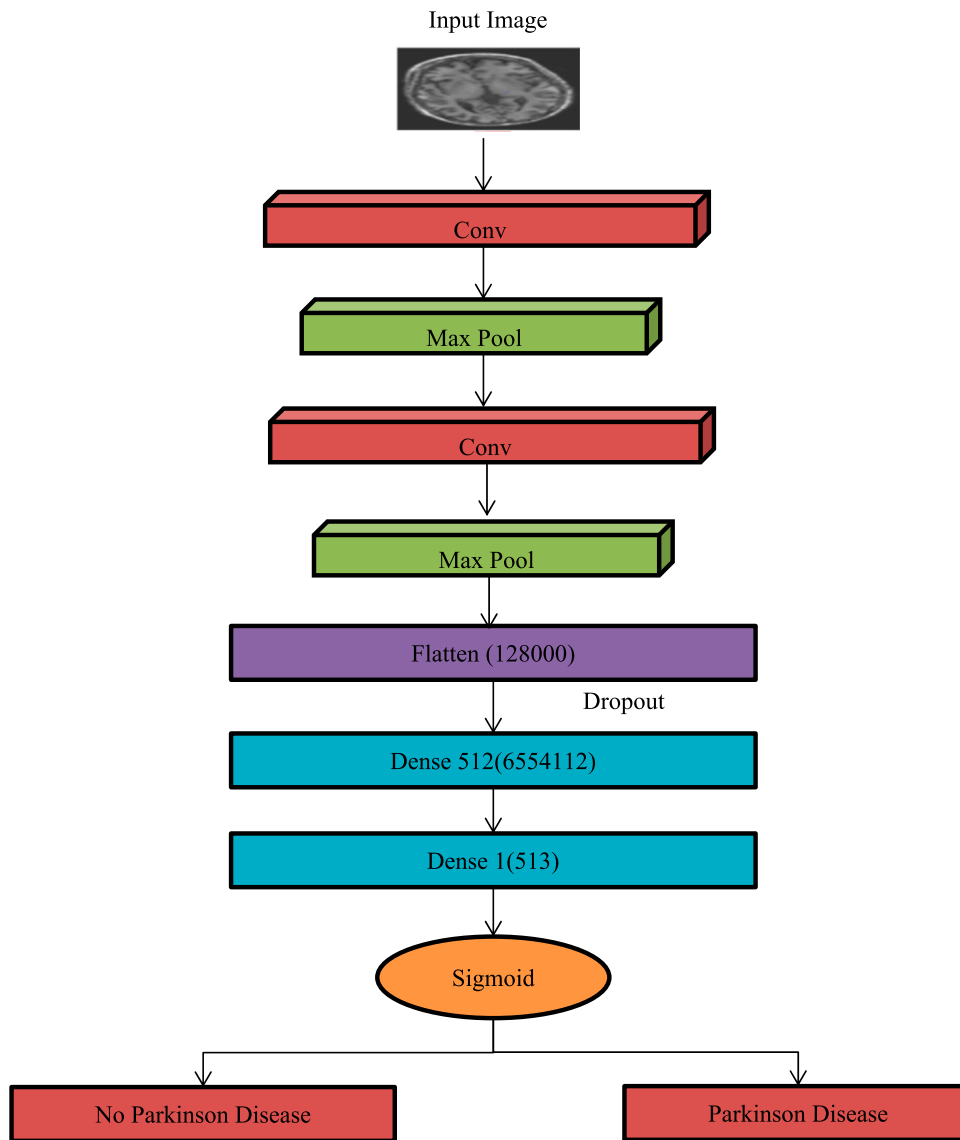 Input Image
Conv
Max Pool
Conv
Max Pool
Flatten (128000)
Dropout
Dense 512(6554112)
Dense 1(513)
Sigmoid
No Parkinson Disease
Parkinson Disease